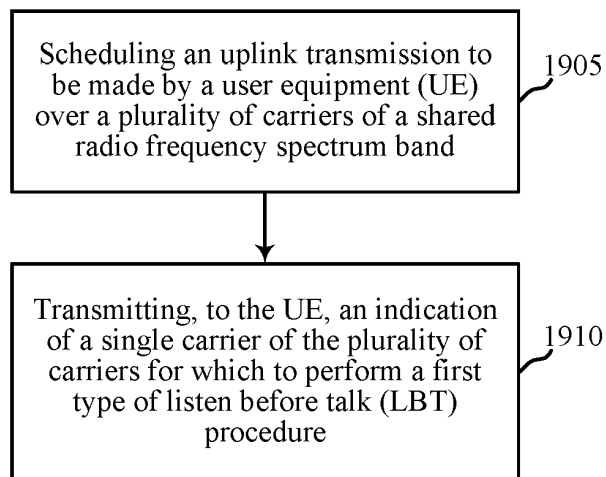 Scheduling an uplink transmission to
be made by a user equipment (UE)
over a plurality of carriers of a shared
radio frequency spectrum band
1905
Transmitting, to the UE, an indication
of a single carrier of the plurality of
carriers for which to perform a first
type of listen before talk (LBT)
procedure
1910